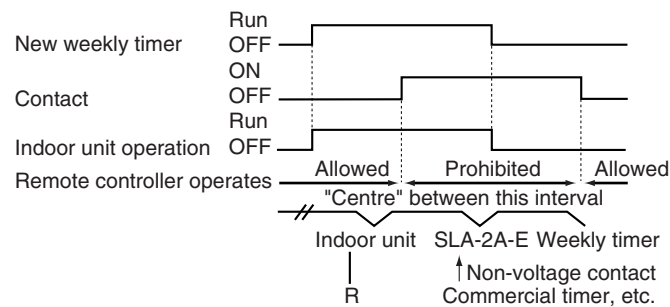 Run
New weekly timer OFF
ON
Contact OFF
Run
Indoor unit operation OFF
Allowed Prohibited Allowed
Remote controller operates
"Centre" between this interval
Indoor unit SLA-2A-E Weekly timer
Non-voltage contact
R Commercial timer, etc.